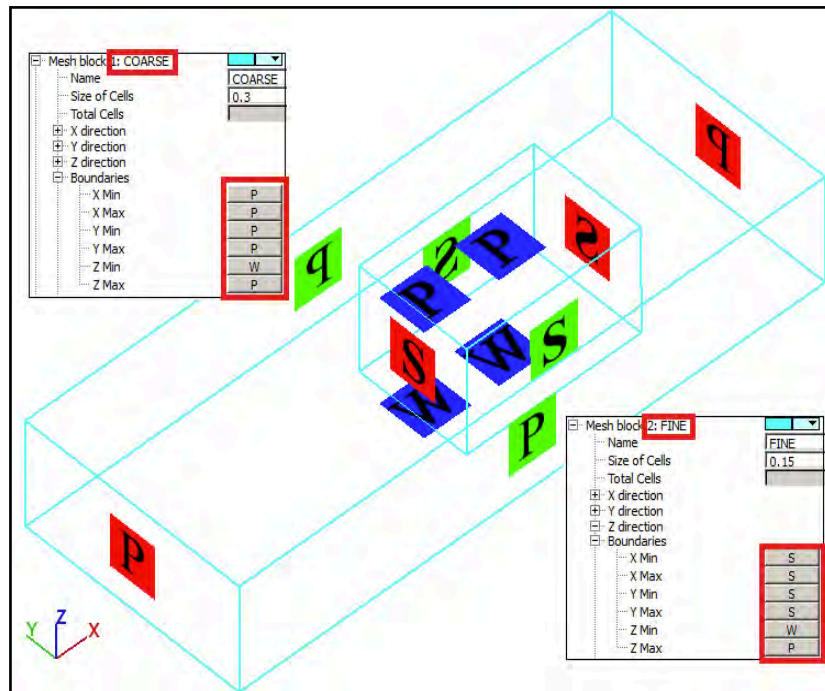 Mesh block 1: COARSE
Name COARSE
Size of Cells 0.3
Total Cells
X direction
Y direction
Z direction
Boundaries
X Min P
X Max P
Y Min P
Y Max P
Z Min W
Z Max P
P
S
P
S
P
P
S
W
S
W
P
P
Mesh block 2: FINE
Name FINE
Size of Cells 0.15
Total Cells
X direction
Y direction
Z direction
Boundaries
X Min S
X Max S
Y Min S
Y Max S
Z Min W
Z Max P
Y Z X